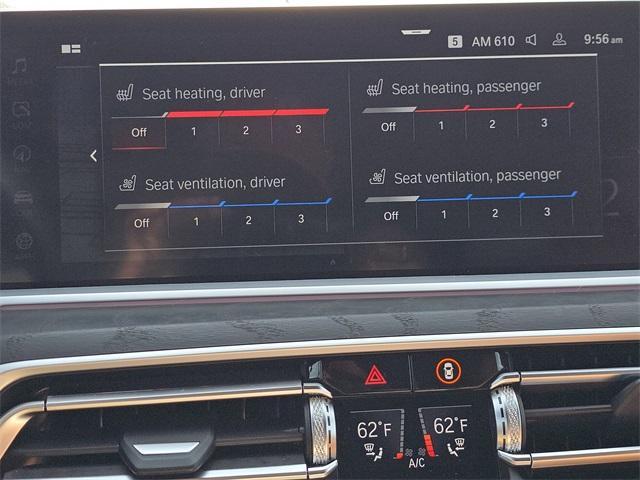 5 AM 610 9:56 am
Seat heating, driver
Off 1 2 3
Seat heating, passenger
Off 1 2 3
Seat ventilation, driver
Off 1 2 3
Seat ventilation, passenger
Off 1 2 3
62°F 62°F
A/C